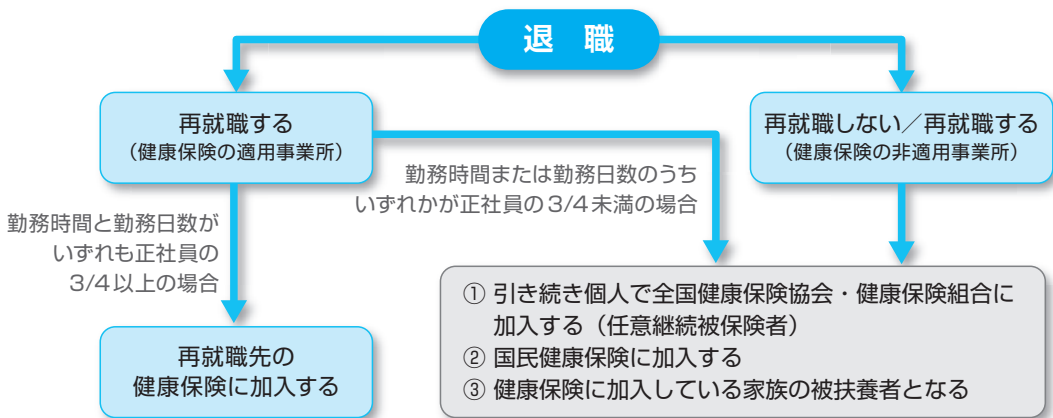 退 職
再就職する
（健康保険の適用事業所）
再就職しない／再就職する
（健康保険の非適用事業所）
勤務時間または勤務日数のうち
いずれかが正社員の3/4未満の場合
勤務時間と勤務日数が
いずれも正社員の
3/4以上の場合
再就職先の
健康保険に加入する
① 引き続き個人で全国健康保険協会・健康保険組合に
加入する（任意継続被保険者）
② 国民健康保険に加入する
③ 健康保険に加入している家族の被扶養者となる